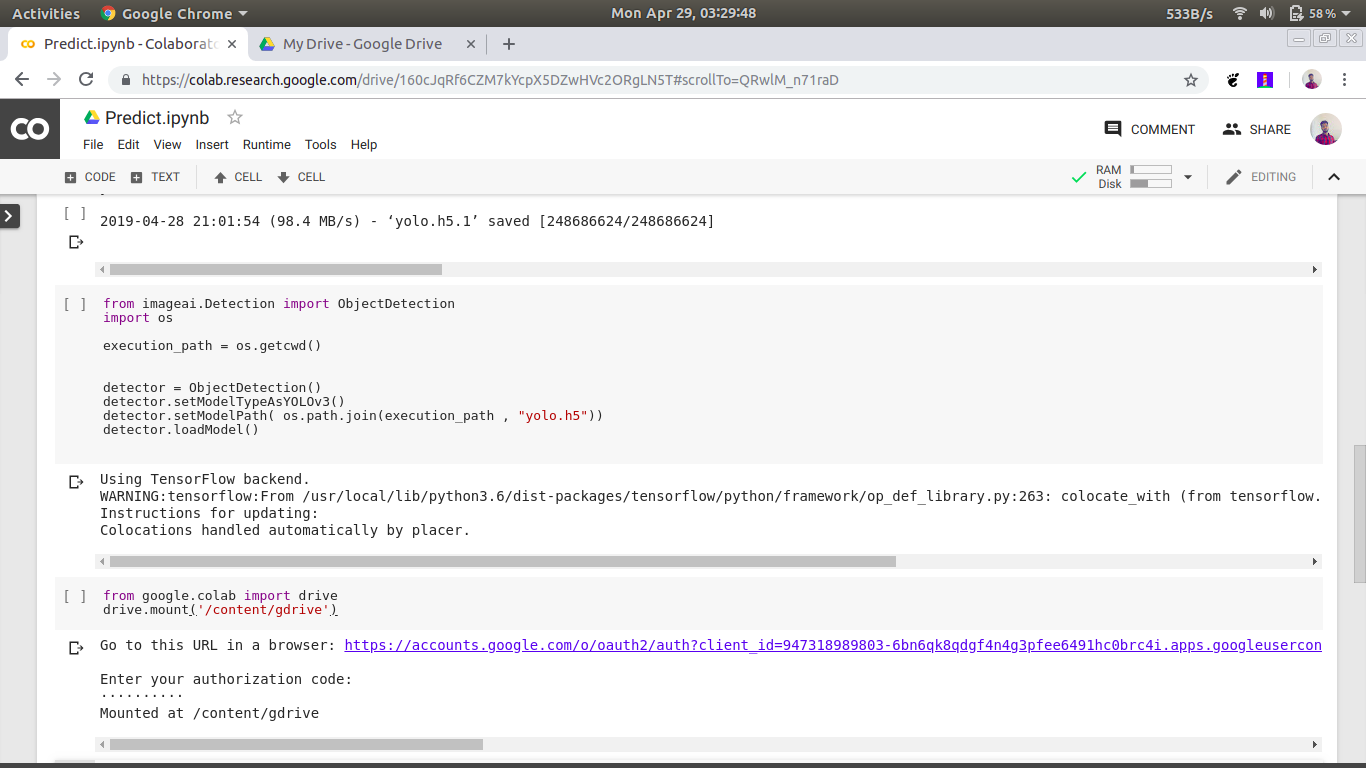 Activities
Google Chrome
Mon Apr 29, 03:29:48
533B/s
58 %
Predict.ipynb - Colaborato
My Drive - Google Drive
https://colab.research.google.com/drive/160cJqRf6CZM7kYcpX5DZwHVc2ORgLN5T#scrollTo=QRwlM_n71raD
CO
Predict.ipynb
COMMENT
SHARE
File Edit View Insert Runtime Tools Help
CODE TEXT CELL CELL
RAM
Disk
EDITING
[ ]
2019-04-28 21:01:54 (98.4 MB/s) - ‘yolo.h5.1’ saved [248686624/248686624]
[ ] from imageai.Detection import ObjectDetection
import os
execution_path = os.getcwd()
detector = ObjectDetection()
detector.setModelTypeAsYOLOv3()
detector.setModelPath( os.path.join(execution_path , "yolo.h5"))
detector.loadModel()
Using TensorFlow backend.
WARNING:tensorflow:From /usr/local/lib/python3.6/dist-packages/tensorflow/python/framework/op_def_library.py:263: colocate_with (from tensorflow.
Instructions for updating:
Colocations handled automatically by placer.
[ ] from google.colab import drive
drive.mount('/content/gdrive')
Go to this URL in a browser: https://accounts.google.com/o/oauth2/auth?client_id=947318989803-6bn6qk8qdgf4n4g3pfee6491hc0brc4i.apps.googleusercon
Enter your authorization code:
··········
Mounted at /content/gdrive